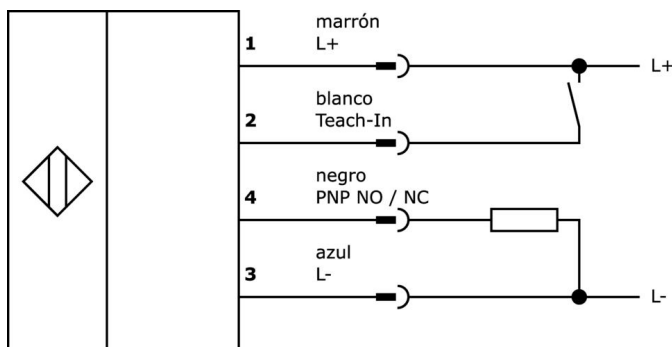 marrón
1 L+
L+
blanco
2 Teach-In
negro
4 PNP NO / NC
azul
3 L-
L-